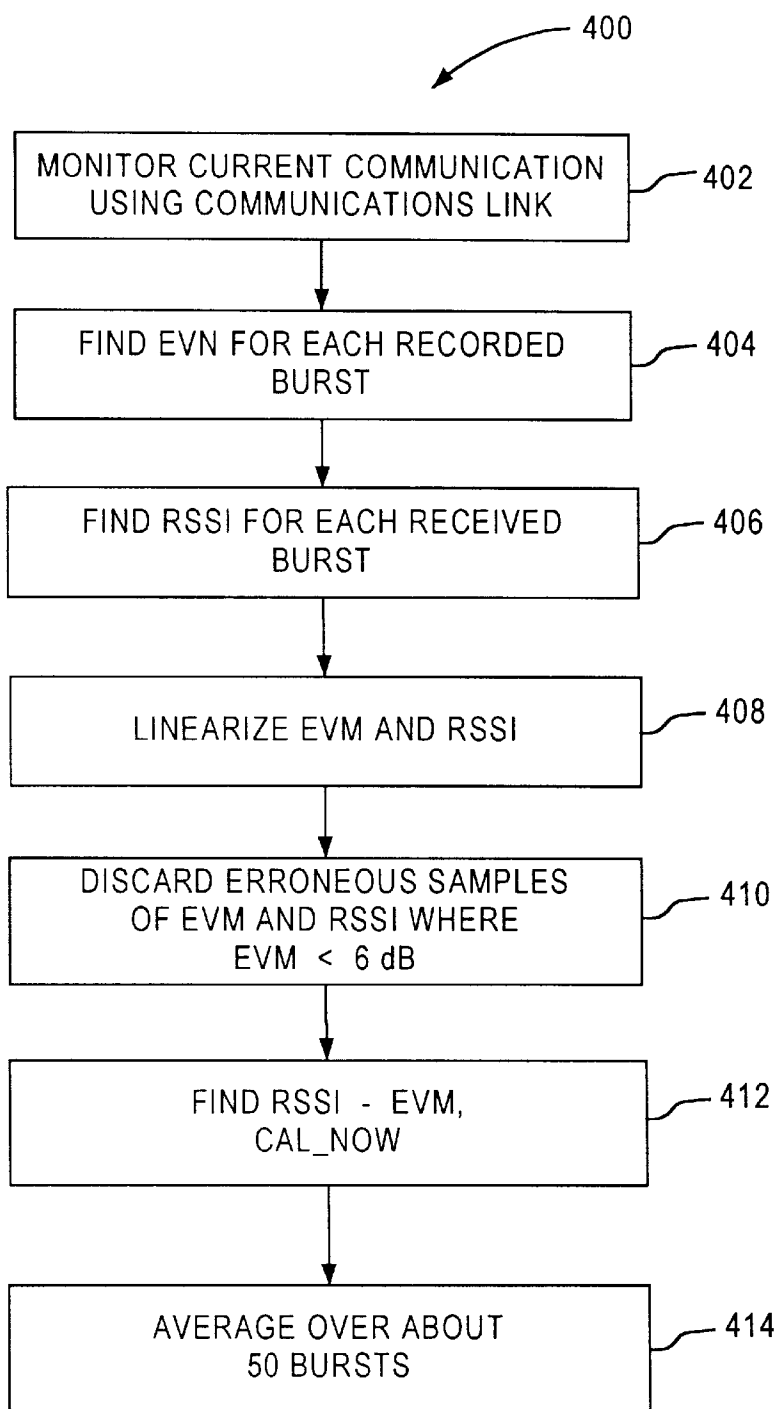 400
MONITOR CURRENT COMMUNICATION
USING COMMUNICATIONS LINK
402
FIND EVN FOR EACH RECORDED
BURST
404
FIND RSSI FOR EACH RECEIVED
BURST
406
LINEARIZE EVM AND RSSI
408
DISCARD ERRONEOUS SAMPLES
OF EVM AND RSSI WHERE
EVM < 6 dB
410
FIND RSSI - EVM,
CAL_NOW
412
AVERAGE OVER ABOUT
50 BURSTS
414